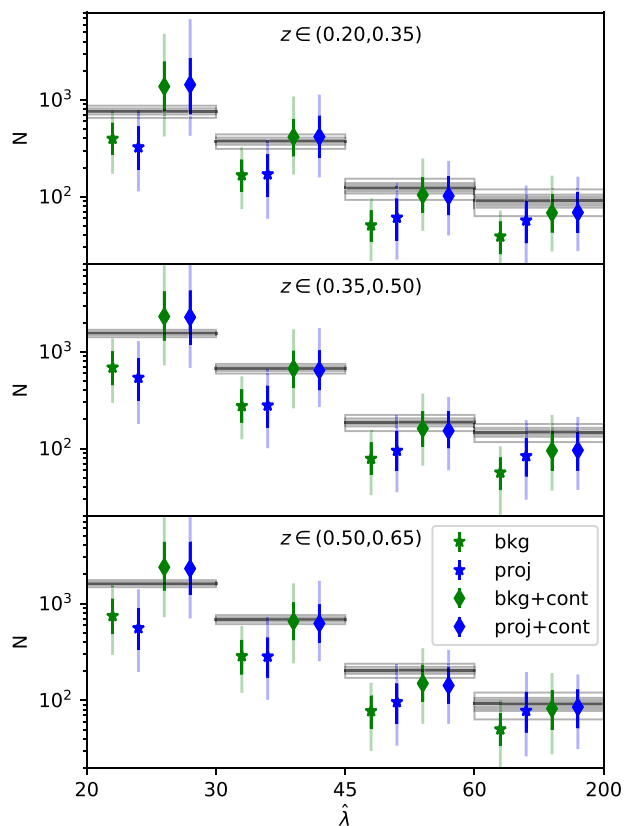 z ∈ (0.20,0.35)
N
10³
10²
z ∈ (0.35,0.50)
N
10³
10²
z ∈ (0.50,0.65)
bkg
proj
bkg+cont
proj+cont
N
10³
10²
20 30 45 60 200
λ̂